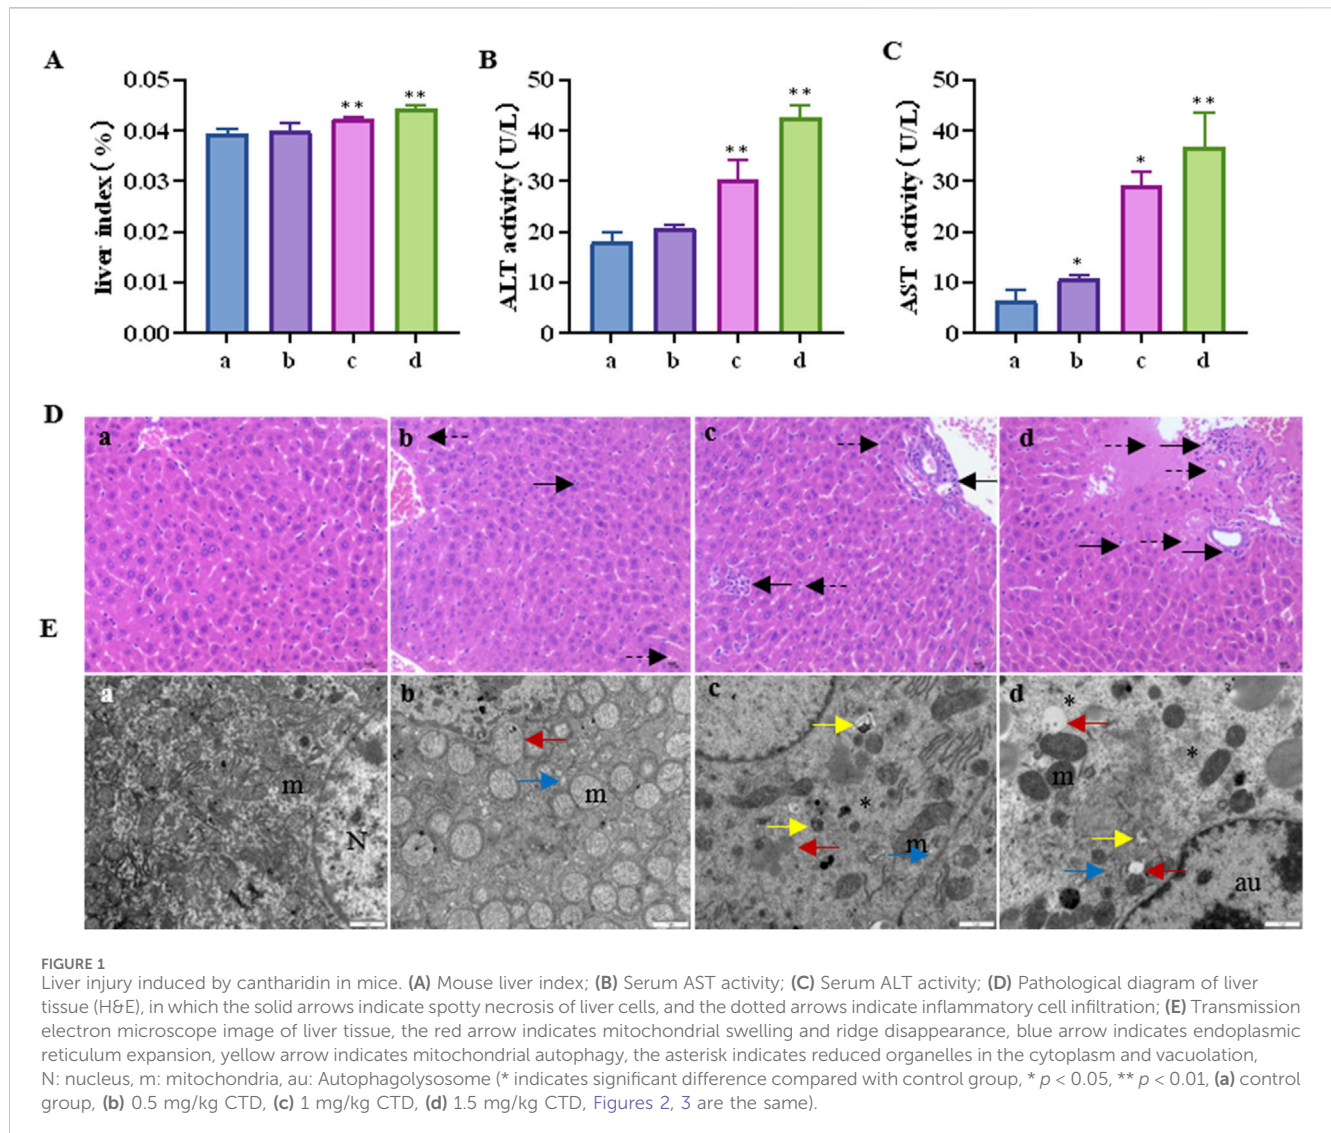 A
liver index( %)
0.05
0.04
0.03
0.02
0.01
0.00
** **
a b c d
B
ALT activity( U/L)
50
40
30
20
10
0
** **
a b c d
C
AST activity( U/L)
50
40
30
20
10
0
* * **
a b c d
D
a b c d
E
a b c d
m N m * m * * m au
FIGURE 1
Liver injury induced by cantharidin in mice. (A) Mouse liver index; (B) Serum AST activity; (C) Serum ALT activity; (D) Pathological diagram of liver
tissue (H&E), in which the solid arrows indicate spotty necrosis of liver cells, and the dotted arrows indicate inflammatory cell infiltration; (E) Transmission
electron microscope image of liver tissue, the red arrow indicates mitochondrial swelling and ridge disappearance, blue arrow indicates endoplasmic
reticulum expansion, yellow arrow indicates mitochondrial autophagy, the asterisk indicates reduced organelles in the cytoplasm and vacuolation,
N: nucleus, m: mitochondria, au: Autophagolysosome (* indicates significant difference compared with control group, * p < 0.05, ** p < 0.01, (a) control
group, (b) 0.5 mg/kg CTD, (c) 1 mg/kg CTD, (d) 1.5 mg/kg CTD, Figures 2, 3 are the same).